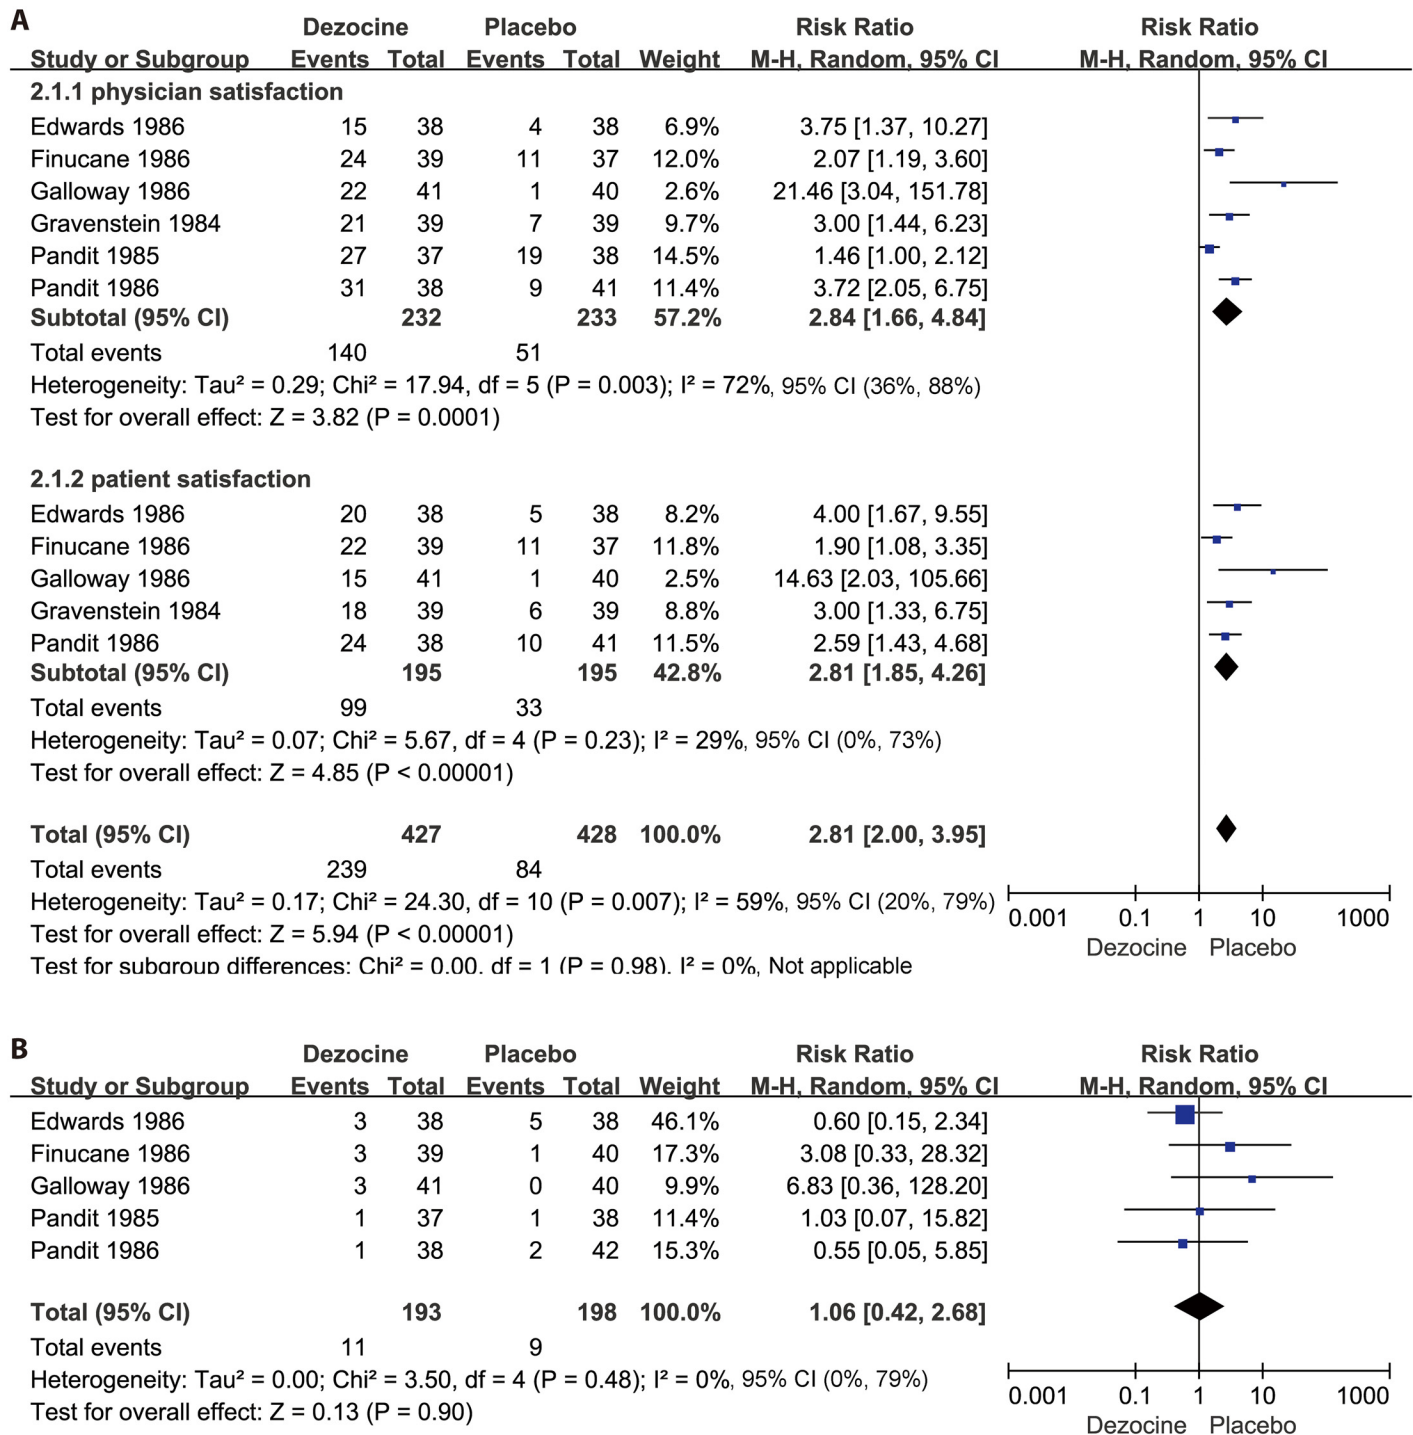 A
Dezocine Placebo Risk Ratio Risk Ratio
Study or Subgroup Events Total Events Total Weight M-H, Random, 95% CI M-H, Random, 95% CI
2.1.1 physician satisfaction
Edwards 1986 15 38 4 38 6.9% 3.75 [1.37, 10.27]
Finucane 1986 24 39 11 37 12.0% 2.07 [1.19, 3.60]
Galloway 1986 22 41 1 40 2.6% 21.46 [3.04, 151.78]
Gravenstein 1984 21 39 7 39 9.7% 3.00 [1.44, 6.23]
Pandit 1985 27 37 19 38 14.5% 1.46 [1.00, 2.12]
Pandit 1986 31 38 9 41 11.4% 3.72 [2.05, 6.75]
Subtotal (95% CI) 232 233 57.2% 2.84 [1.66, 4.84]
Total events 140 51
Heterogeneity: Tau² = 0.29; Chi² = 17.94, df = 5 (P = 0.003); I² = 72%, 95% CI (36%, 88%)
Test for overall effect: Z = 3.82 (P = 0.0001)
2.1.2 patient satisfaction
Edwards 1986 20 38 5 38 8.2% 4.00 [1.67, 9.55]
Finucane 1986 22 39 11 37 11.8% 1.90 [1.08, 3.35]
Galloway 1986 15 41 1 40 2.5% 14.63 [2.03, 105.66]
Gravenstein 1984 18 39 6 39 8.8% 3.00 [1.33, 6.75]
Pandit 1986 24 38 10 41 11.5% 2.59 [1.43, 4.68]
Subtotal (95% CI) 195 195 42.8% 2.81 [1.85, 4.26]
Total events 99 33
Heterogeneity: Tau² = 0.07; Chi² = 5.67, df = 4 (P = 0.23); I² = 29%, 95% CI (0%, 73%)
Test for overall effect: Z = 4.85 (P < 0.00001)
Total (95% CI) 427 428 100.0% 2.81 [2.00, 3.95]
Total events 239 84
Heterogeneity: Tau² = 0.17; Chi² = 24.30, df = 10 (P = 0.007); I² = 59%, 95% CI (20%, 79%)
0.001 0.1 1 10 1000
Test for overall effect: Z = 5.94 (P < 0.00001)
Dezocine Placebo
Test for subgroup differences: Chi² = 0.00. df = 1 (P = 0.98). I² = 0%, Not applicable
B
Dezocine Placebo Risk Ratio Risk Ratio
Study or Subgroup Events Total Events Total Weight M-H, Random, 95% CI M-H, Random, 95% CI
Edwards 1986 3 38 5 38 46.1% 0.60 [0.15, 2.34]
Finucane 1986 3 39 1 40 17.3% 3.08 [0.33, 28.32]
Galloway 1986 3 41 0 40 9.9% 6.83 [0.36, 128.20]
Pandit 1985 1 37 1 38 11.4% 1.03 [0.07, 15.82]
Pandit 1986 1 38 2 42 15.3% 0.55 [0.05, 5.85]
Total (95% CI) 193 198 100.0% 1.06 [0.42, 2.68]
Total events 11 9
Heterogeneity: Tau² = 0.00; Chi² = 3.50, df = 4 (P = 0.48); I² = 0%, 95% CI (0%, 79%)
0.001 0.1 1 10 1000
Test for overall effect: Z = 0.13 (P = 0.90)
Dezocine Placebo